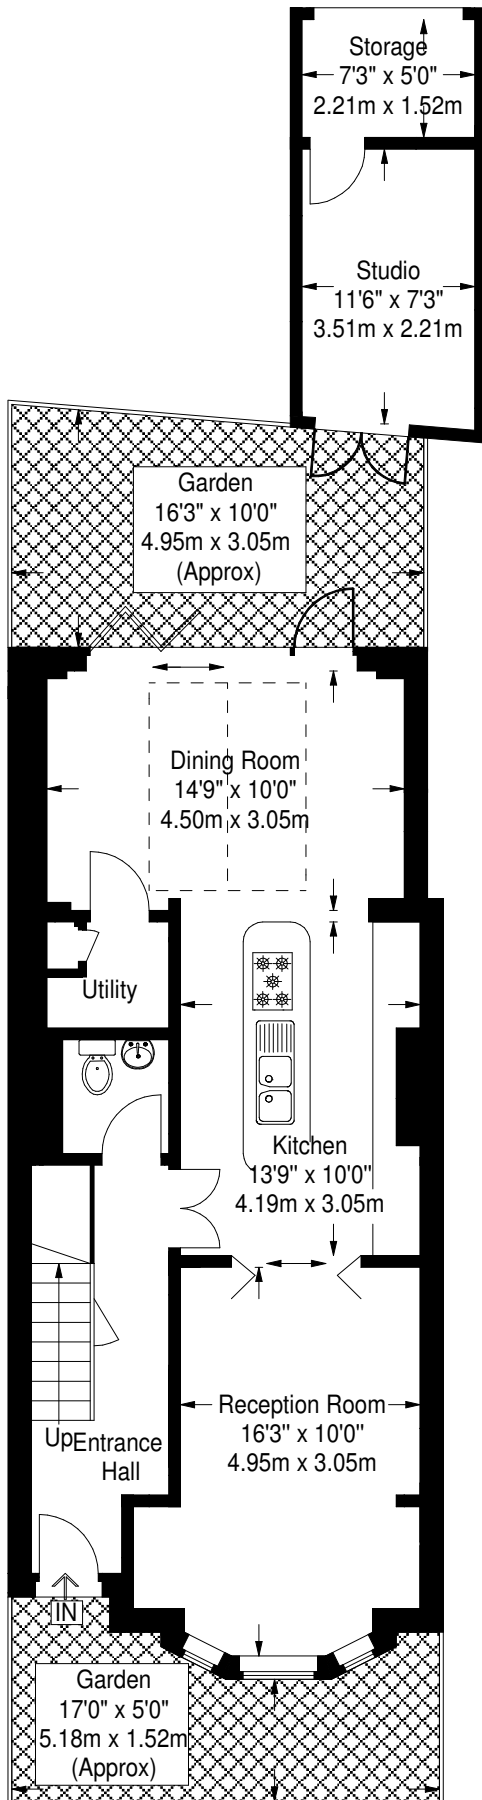 Storage
7'3" x 5'0"
2.21m x 1.52m
Studio
11'6" x 7'3"
3.51m x 2.21m
Garden
16'3" x 10'0"
4.95m x 3.05m
(Approx)
Dining Room
14'9" x 10'0"
4.50m x 3.05m
Utility
Kitchen
13'9" x 10'0"
4.19m x 3.05m
Reception Room
16'3" x 10'0"
4.95m x 3.05m
Up
Entrance
Hall
IN
Garden
17'0" x 5'0"
5.18m x 1.52m
(Approx)